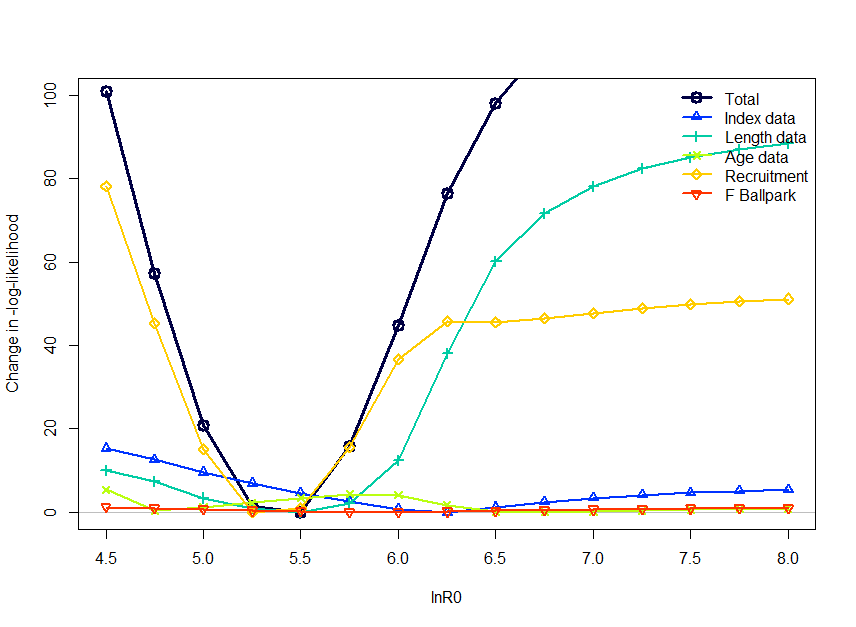 Change in -log-likelihood
100
80
60
40
20
0
Total
Index data
Length data
Age data
Recruitment
F Ballpark
4.5 5.0 5.5 6.0 6.5 7.0 7.5 8.0
lnR0